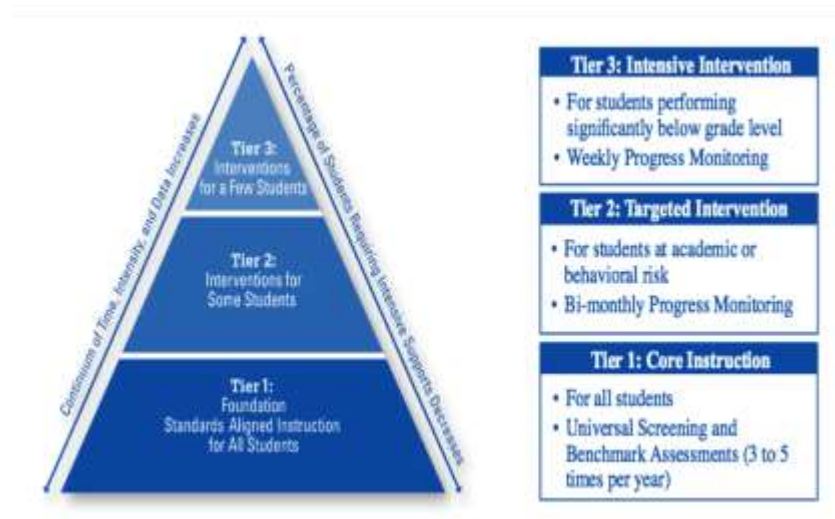 Continuum of Time, Intensity, and Data Increases
Percentage of Students Requiring Intensive Supports Decreases
Tier 3:
Interventions
for a Few Students
Tier 2:
Interventions for
Some Students
Tier 1:
Foundation
Standards Aligned Instruction
for All Students
Tier 3: Intensive Intervention
• For students performing
significantly below grade level
• Weekly Progress Monitoring
Tier 2: Targeted Intervention
• For students at academic or
behavioral risk
• Bi-monthly Progress Monitoring
Tier 1: Core Instruction
• For all students
• Universal Screening and
Benchmark Assessments (3 to 5
times per year)